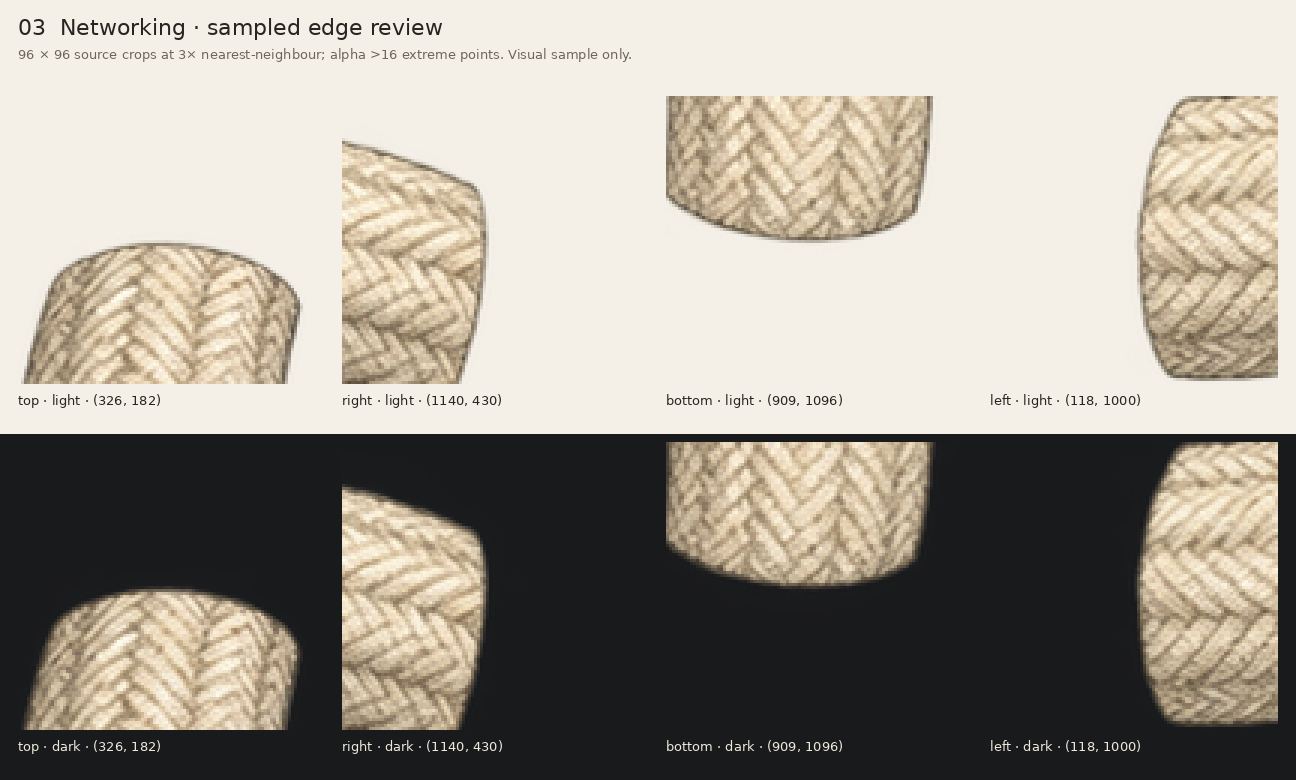 03 Networking · sampled edge review
96 × 96 source crops at 3× nearest-neighbour; alpha >16 extreme points. Visual sample only.
top · light · (326, 182)
right · light · (1140, 430)
bottom · light · (909, 1096)
left · light · (118, 1000)
top · dark · (326, 182)
right · dark · (1140, 430)
bottom · dark · (909, 1096)
left · dark · (118, 1000)